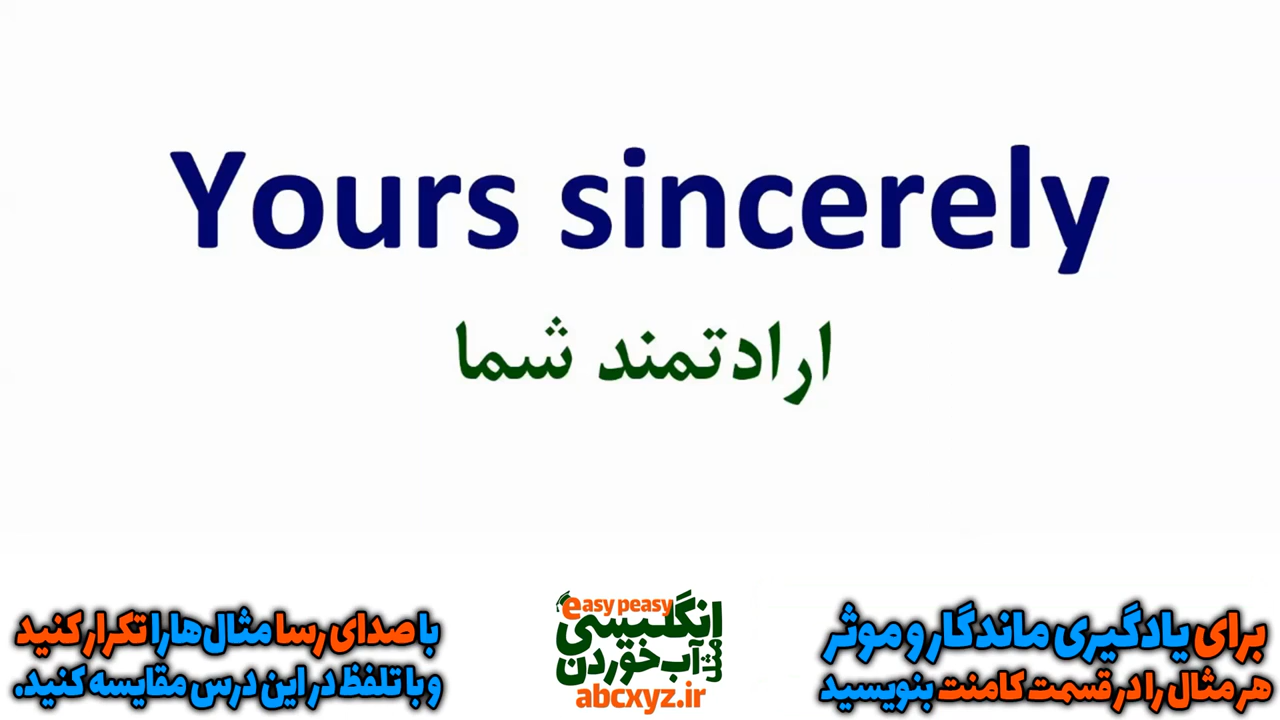 Yours sincerely
ارادتمند شما
برای یادگیری ماندگار و موثر
هر مثال را در قسمت کامنت بنویسید
easy peasy
انگلیسی
مثل آب خوردن
abcxyz.ir
با صدای رسا مثال‌ها را تکرار کنید
و با تلفظ در این درس مقایسه کنید.